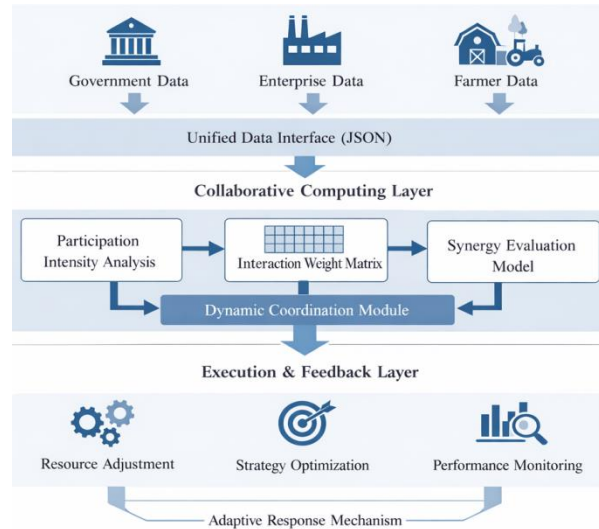 Government Data
Enterprise Data
Farmer Data
Unified Data Interface (JSON)
Collaborative Computing Layer
Participation
Intensity Analysis
Interaction Weight Matrix
Synergy Evaluation
Model
Dynamic Coordination Module
Execution & Feedback Layer
Resource Adjustment
Strategy Optimization
Performance Monitoring
Adaptive Response Mechanism